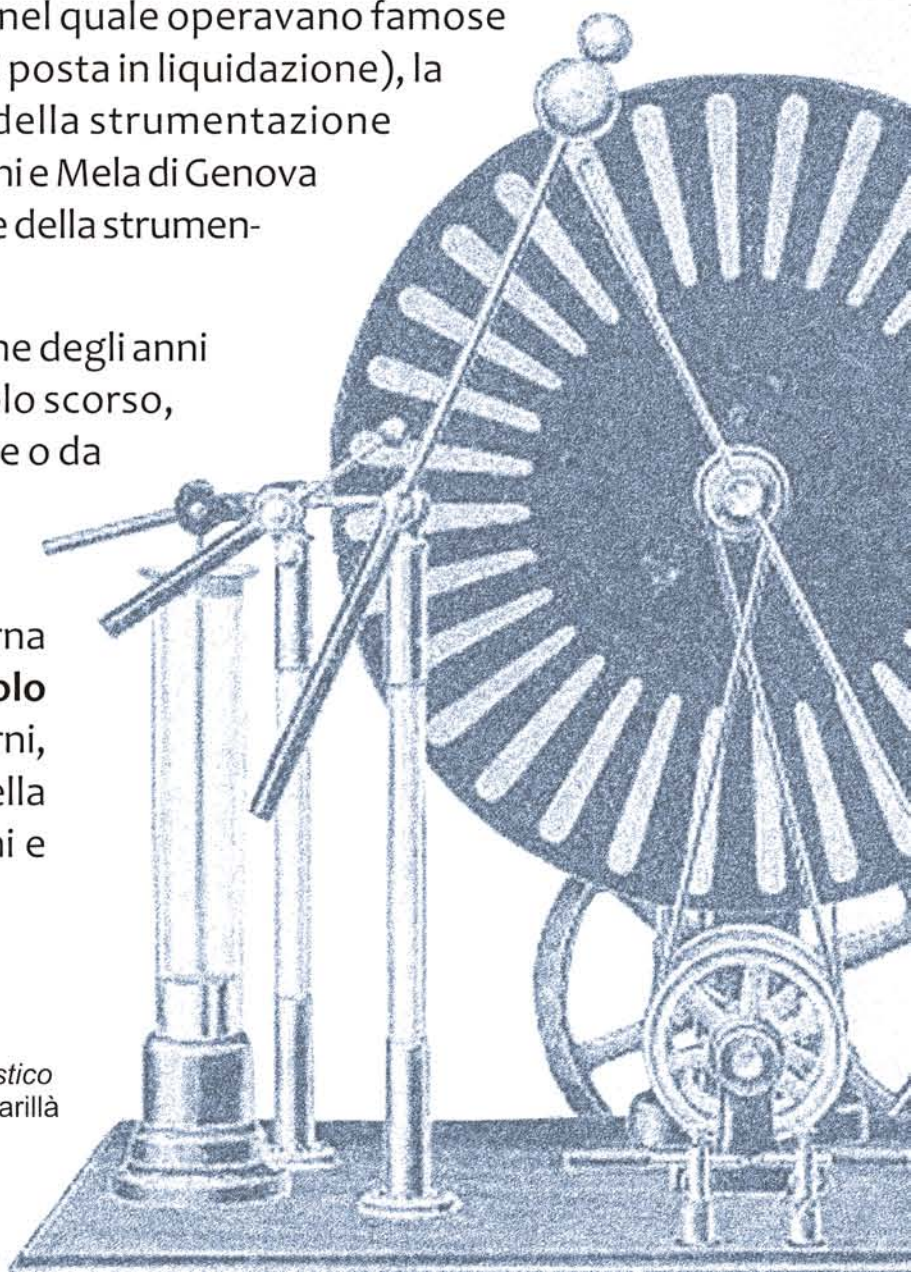 nel quale operavano famose
posta in liquidazione), la
della strumentazione
ni e Mela di Genova
e della strumen-
ne degli anni
lo scorso,
e o da
rna
olo
rni,
ella
ni e
stico
arillà